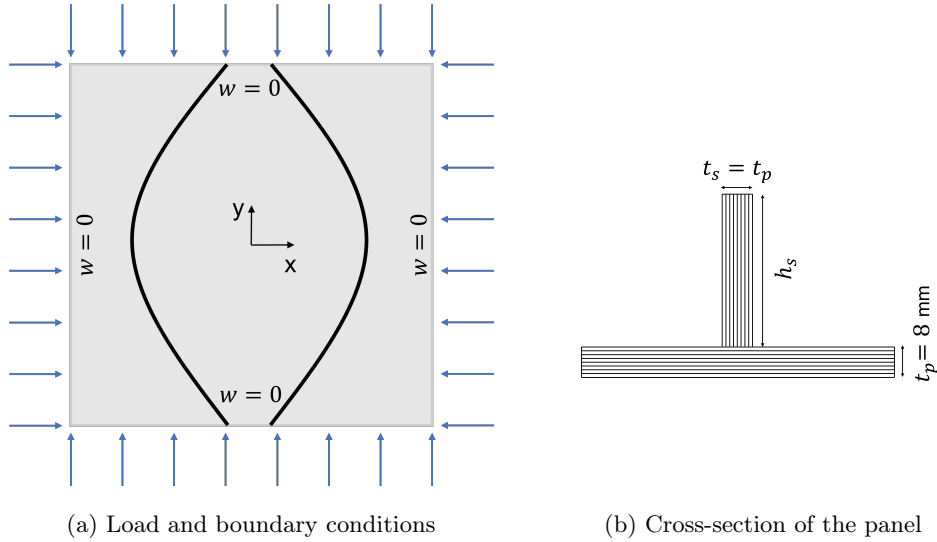 w = 0
y
w = 0
w = 0
x
w = 0
t_s = t_p
h_s
t_p = 8 mm
(a) Load and boundary conditions
(b) Cross-section of the panel